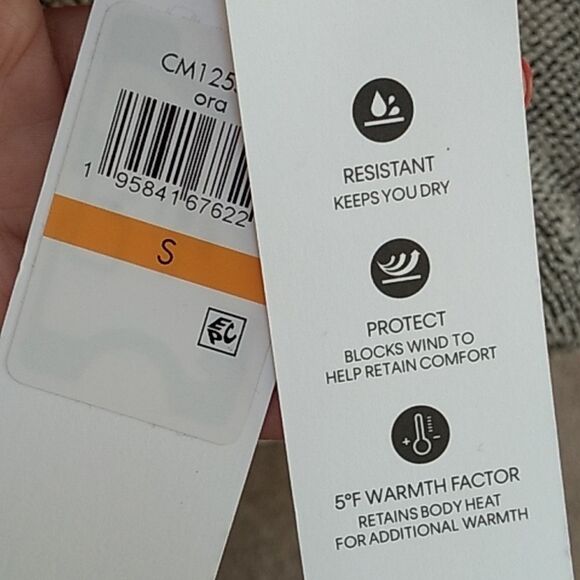 CM125
ora
1 95841 67622
S
EPC
RESISTANT
KEEPS YOU DRY
PROTECT
BLOCKS WIND TO
HELP RETAIN COMFORT
5°F WARMTH FACTOR
RETAINS BODY HEAT
FOR ADDITIONAL WARMTH